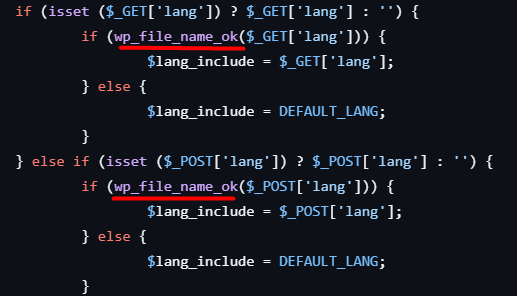 if (isset ($_GET['lang']) ? $_GET['lang'] : '') {
if (wp_file_name_ok($_GET['lang'])) {
$lang_include = $_GET['lang'];
} else {
$lang_include = DEFAULT_LANG;
}
} else if (isset ($_POST['lang']) ? $_POST['lang'] : '') {
if (wp_file_name_ok($_POST['lang'])) {
$lang_include = $_POST['lang'];
} else {
$lang_include = DEFAULT_LANG;
}